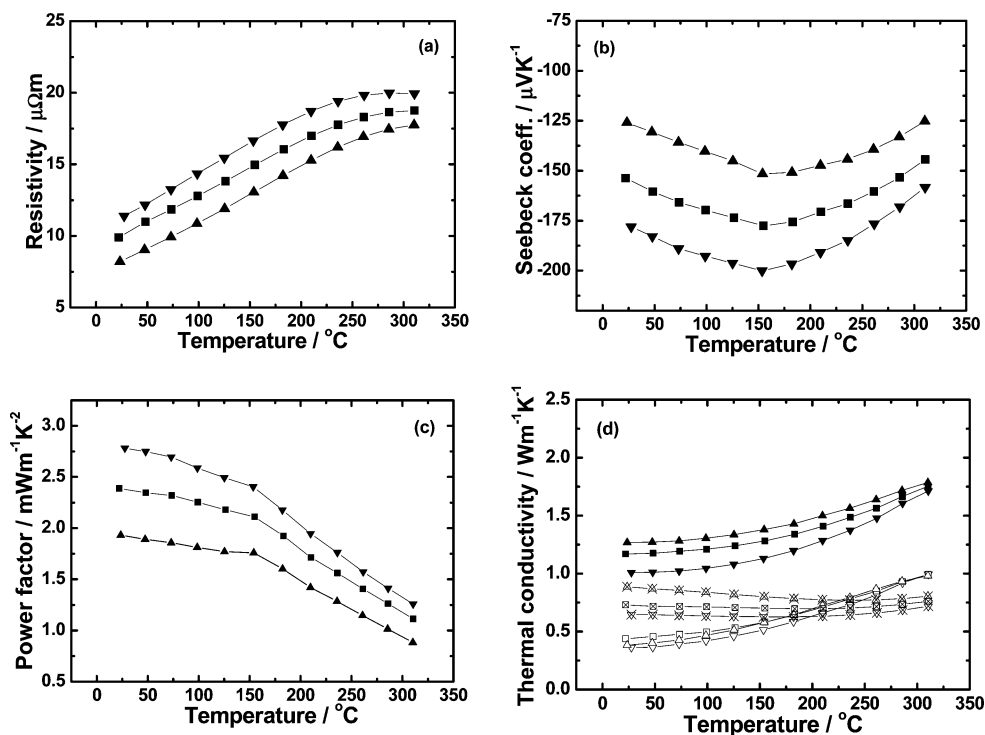 (a)
Resistivity / μΩm
25
20
15
10
5
0 50 100 150 200 250 300 350
Temperature / °C
(b)
Seebeck coeff. / μVK⁻¹
-75
-100
-125
-150
-175
-200
0 50 100 150 200 250 300 350
Temperature / °C
(c)
Power factor / mWm⁻¹K⁻²
3.0
2.5
2.0
1.5
1.0
0.5
0 50 100 150 200 250 300 350
Temperature / °C
(d)
Thermal conductivity / Wm⁻¹K⁻¹
2.5
2.0
1.5
1.0
0.5
0.0
0 50 100 150 200 250 300 350
Temperature / °C